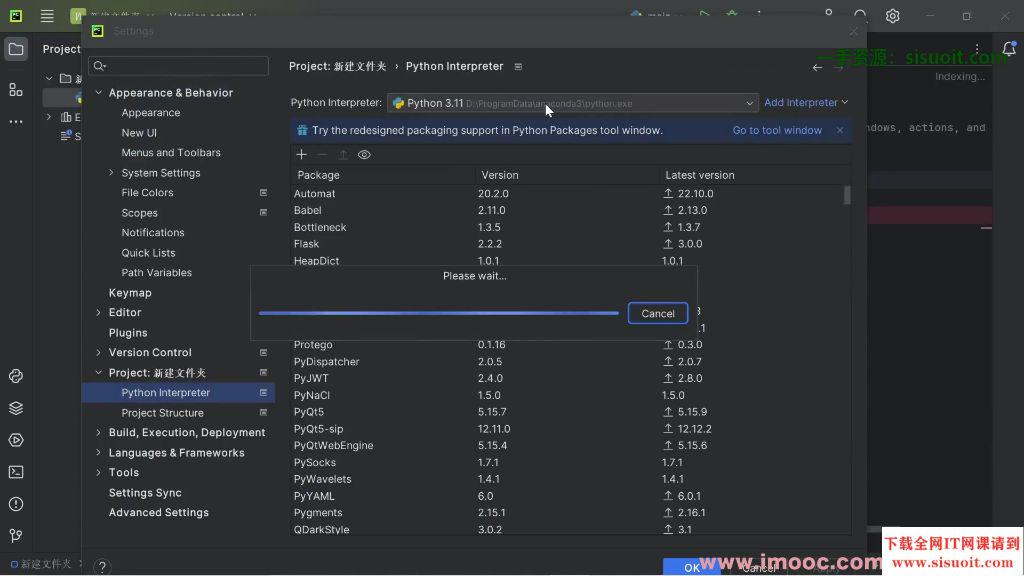 Settings
Project
Project: 新建文件夹 › Python Interpreter
一手资源：sisuoit.com
Indexing...
Python Interpreter:
Python 3.11 D:\ProgramData\anaconda3\python.exe
Add Interpreter
Try the redesigned packaging support in Python Packages tool window.
Go to tool window
Appearance & Behavior
Appearance
New UI
Menus and Toolbars
System Settings
File Colors
Scopes
Notifications
Quick Lists
Path Variables
Keymap
Editor
Plugins
Version Control
Project: 新建文件夹
Python Interpreter
Project Structure
Build, Execution, Deployment
Languages & Frameworks
Tools
Settings Sync
Advanced Settings
Package Version Latest version
Automat 20.2.0 22.10.0
Babel 2.11.0 2.13.0
Bottleneck 1.3.5 1.3.7
Flask 2.2.2 3.0.0
HeapDict 1.0.1 1.0.1
Please wait...
Cancel
Protego 0.1.16 0.3.0
PyDispatcher 2.0.5 2.0.7
PyJWT 2.4.0 2.8.0
PyNaCl 1.5.0 1.5.0
PyQt5 5.15.7 5.15.9
PyQt5-sip 12.11.0 12.12.2
PyQtWebEngine 5.15.4 5.15.6
PySocks 1.7.1 1.7.1
PyWavelets 1.4.1 1.4.1
PyYAML 6.0 6.0.1
Pygments 2.15.1 2.16.1
QDarkStyle 3.0.2 3.1
actions, and
OK
Cancel
新建文件夹
www.imooc.com
下载全网IT网课请到
www.sisuoit.com